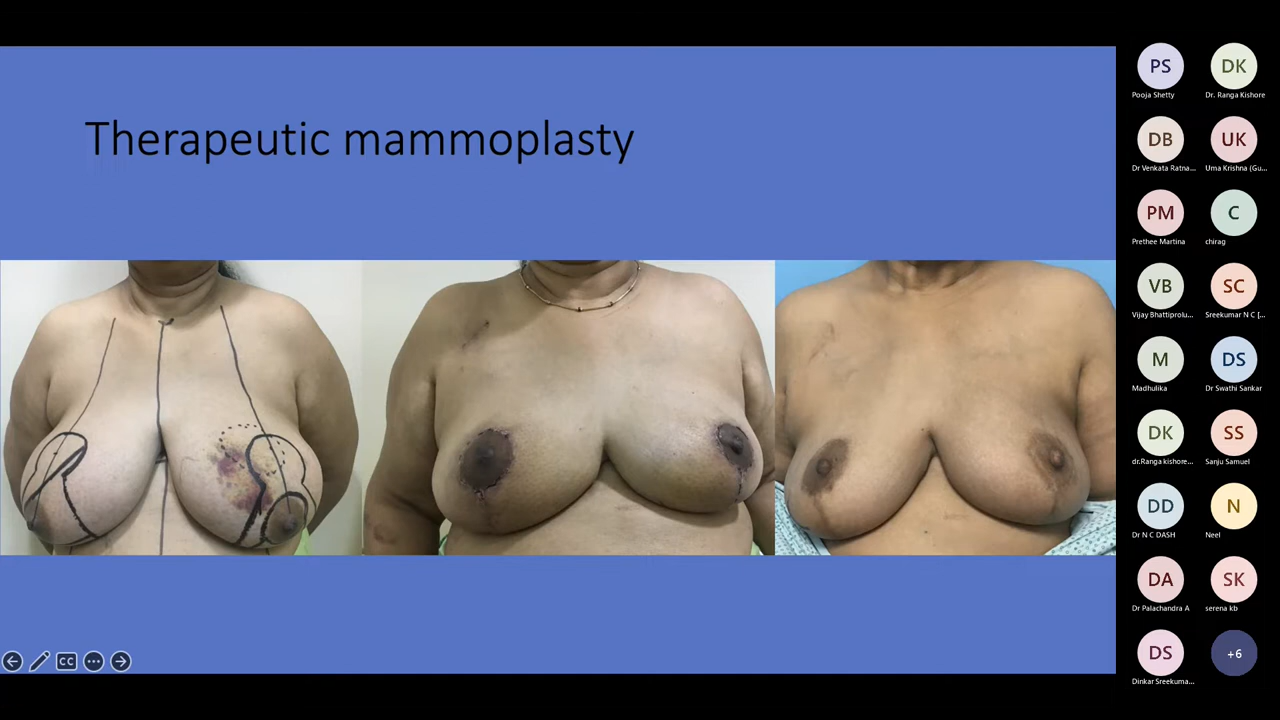 Therapeutic mammoplasty
PS
DK
Pooja Shetty
Dr. Ranga Kishore
DB
UK
Dr Venkata Ratna...
Uma Krishna (Gu...
PM
C
Prethee Martina
chirag
VB
SC
Vijay Bhattiprolu...
Sreekumar N C [...
M
DS
Madhulika
Dr Swathi Sankar
DK
SS
dr.Ranga kishore...
Sanju Samuel
DD
N
Dr N C DASH
Neel
DA
SK
Dr Palachandra A
serena kb
DS
+6
Dinkar Sreekuma...
CC